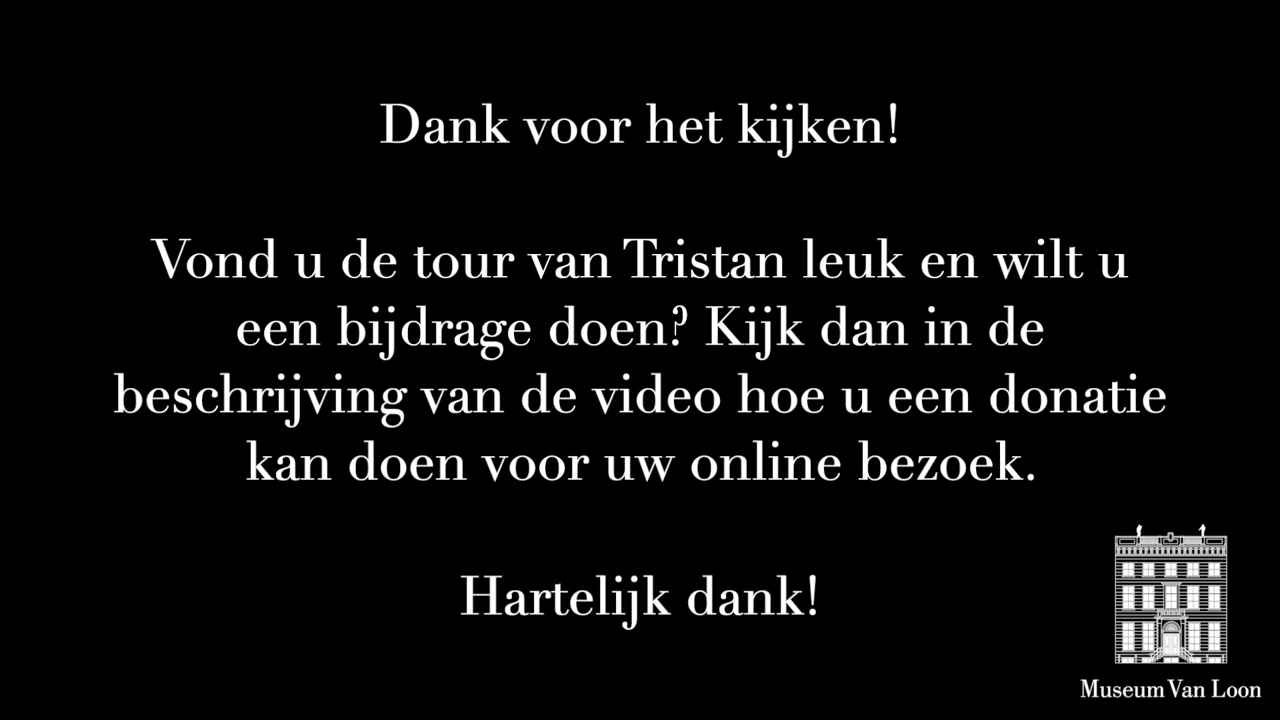 Dank voor het kijken!
Vond u de tour van Tristan leuk en wilt u
een bijdrage doen? Kijk dan in de
beschrijving van de video hoe u een donatie
kan doen voor uw online bezoek.
Hartelijk dank!
Museum Van Loon